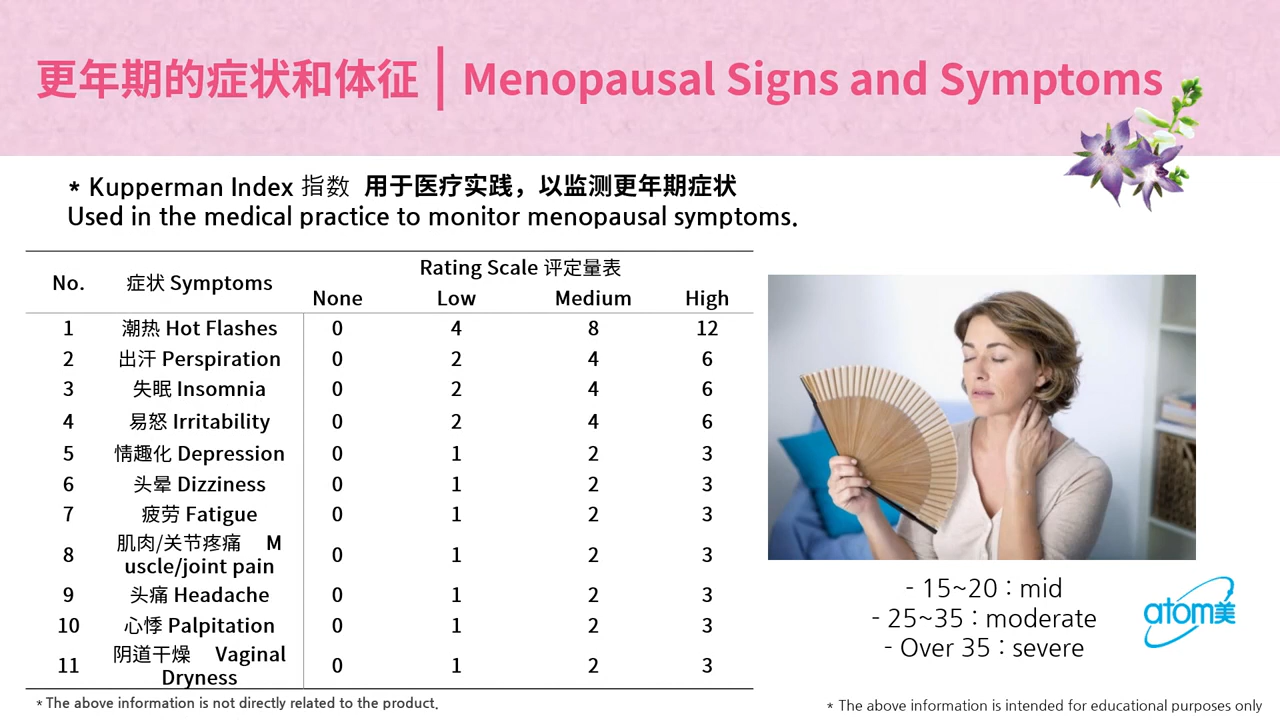 更年期的症状和体征 | Menopausal Signs and Symptoms
* Kupperman Index 指数 用于医疗实践，以监测更年期症状
Used in the medical practice to monitor menopausal symptoms.
No. 症状 Symptoms Rating Scale 评定量表
None Low Medium High
1 潮热 Hot Flashes 0 4 8 12
2 出汗 Perspiration 0 2 4 6
3 失眠 Insomnia 0 2 4 6
4 易怒 Irritability 0 2 4 6
5 情趣化 Depression 0 1 2 3
6 头晕 Dizziness 0 1 2 3
7 疲劳 Fatigue 0 1 2 3
8 肌肉/关节疼痛 M
uscle/joint pain 0 1 2 3
9 头痛 Headache 0 1 2 3
10 心悸 Palpitation 0 1 2 3
11 阴道干燥 Vaginal
Dryness 0 1 2 3
- 15~20 : mid
- 25~35 : moderate
- Over 35 : severe
atom美
* The above information is not directly related to the product.
* The above information is intended for educational purposes only